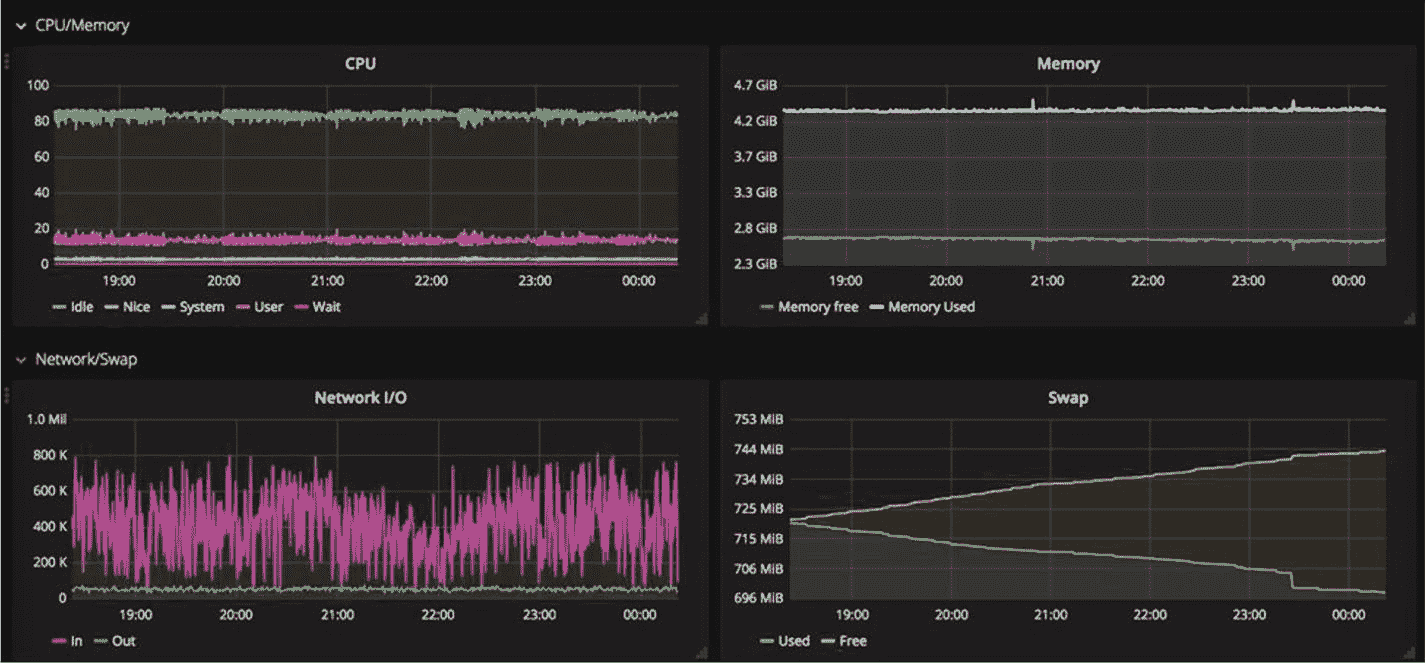 CPU/Memory
CPU
100
80
60
40
20
0
19:00 20:00 21:00 22:00 23:00 00:00
Idle Nice System User Wait
Memory
4.7 GiB
4.2 GiB
3.7 GiB
3.3 GiB
2.8 GiB
2.3 GiB
19:00 20:00 21:00 22:00 23:00 00:00
Memory free Memory Used
Network/Swap
Network I/O
1.0 Mil
800 K
600 K
400 K
200 K
0
19:00 20:00 21:00 22:00 23:00 00:00
In Out
Swap
753 MiB
744 MiB
734 MiB
725 MiB
715 MiB
706 MiB
696 MiB
19:00 20:00 21:00 22:00 23:00 00:00
Used Free